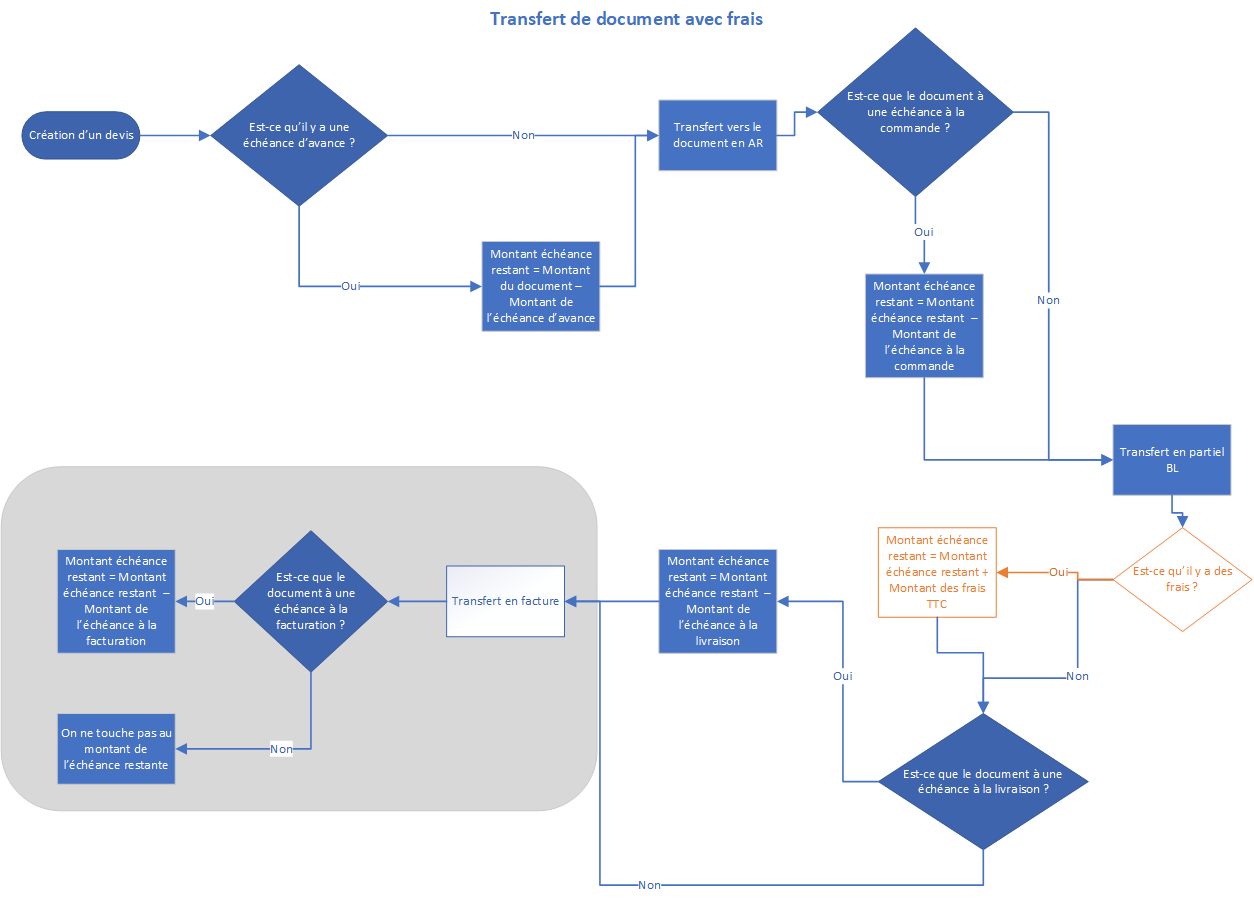 Transfert de document avec frais
Création d’un devis
Est-ce qu’il y a une
échéance d’avance ?
Non
Oui
Montant échéance
restant = Montant
du document –
Montant de
l’échéance d’avance
Transfert vers le
document en AR
Est-ce que le document à
une échéance à la
commande ?
Oui
Non
Montant échéance
restant = Montant
échéance restant –
Montant de
l’échéance à la
commande
Transfert en partiel
BL
Est-ce qu’il y a des
frais ?
Oui
Non
Montant échéance
restant = Montant
échéance restant +
Montant des frais
TTC
Est-ce que le document à une
échéance à la livraison ?
Oui
Non
Montant échéance
restant = Montant
échéance restant –
Montant de
l’échéance à la
livraison
Transfert en facture
Est-ce que le
document à une
échéance à la
facturation ?
Oui
Non
Montant échéance
restant = Montant
échéance restant –
Montant de
l’échéance à la
facturation
On ne touche pas au
montant de
l’échéance restante